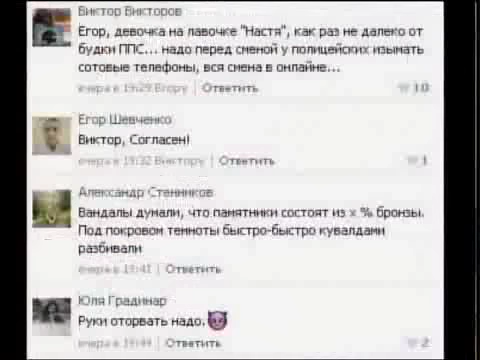 Виктор Викторов
Егор, девочка на лавочке "Настя", как раз не далеко от
будки ППС... надо перед сменой у полицейских изымать
сотовые телефоны, вся смена в онлайне...
вчера в 19:29 Егору | Ответить 10
Егор Шевченко
Виктор, Согласен!
вчера в 19:32 Виктору | Ответить 1
Александр Стенников
Вандалы думали, что памятники состоят из х % бронзы.
Под покровом темноты быстро-быстро кувалдами
разбивали
вчера в 19:41 | Ответить
Юля Градинар
Руки оторвать надо.
вчера в 19:44 | Ответить 2